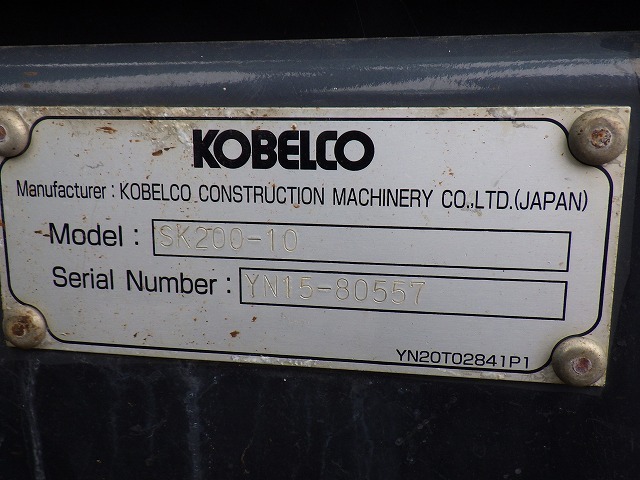 KOBELCO
Manufacturer : KOBELCO CONSTRUCTION MACHINERY CO.,LTD.(JAPAN)
Model : SK200-10
Serial Number : YN15-80557
YN20T02841P1